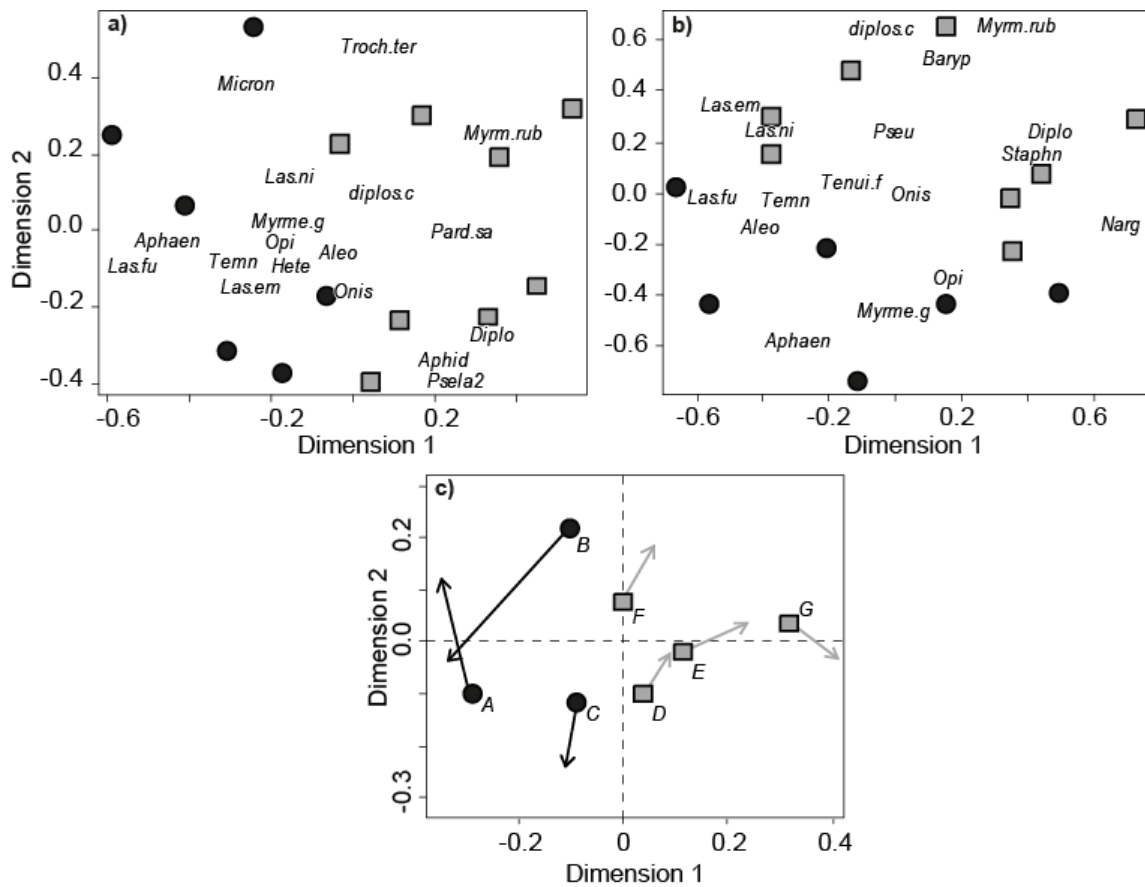 a)
Troch.ter
Micron
Myrm.rub
Las.ni
diplos.c
Myrme.g
Pard.sa
Aphaen
Opi
Aleo
Las.fu
Temn
Hete
Las.em
Onis
Diplo
Aphid
Psela2
0.4
0.2
0.0
-0.2
-0.4
Dimension 2
-0.6
-0.2
0.2
Dimension 1
b)
diplos.c
Myrm.rub
Baryp
Las.em
Las.ni
Pseu
Diplo
Staphn
Tenui.f
Las.fu
Temn
Onis
Aleo
Narg
Opi
Myrme.g
Aphaen
0.6
0.4
0.2
0.0
-0.2
-0.4
-0.6
-0.6
-0.2
0.2
0.6
Dimension 1
c)
B
F
G
E
A
C
D
0.2
0.0
-0.3
Dimension 2
-0.2
0
0.2
0.4
Dimension 1